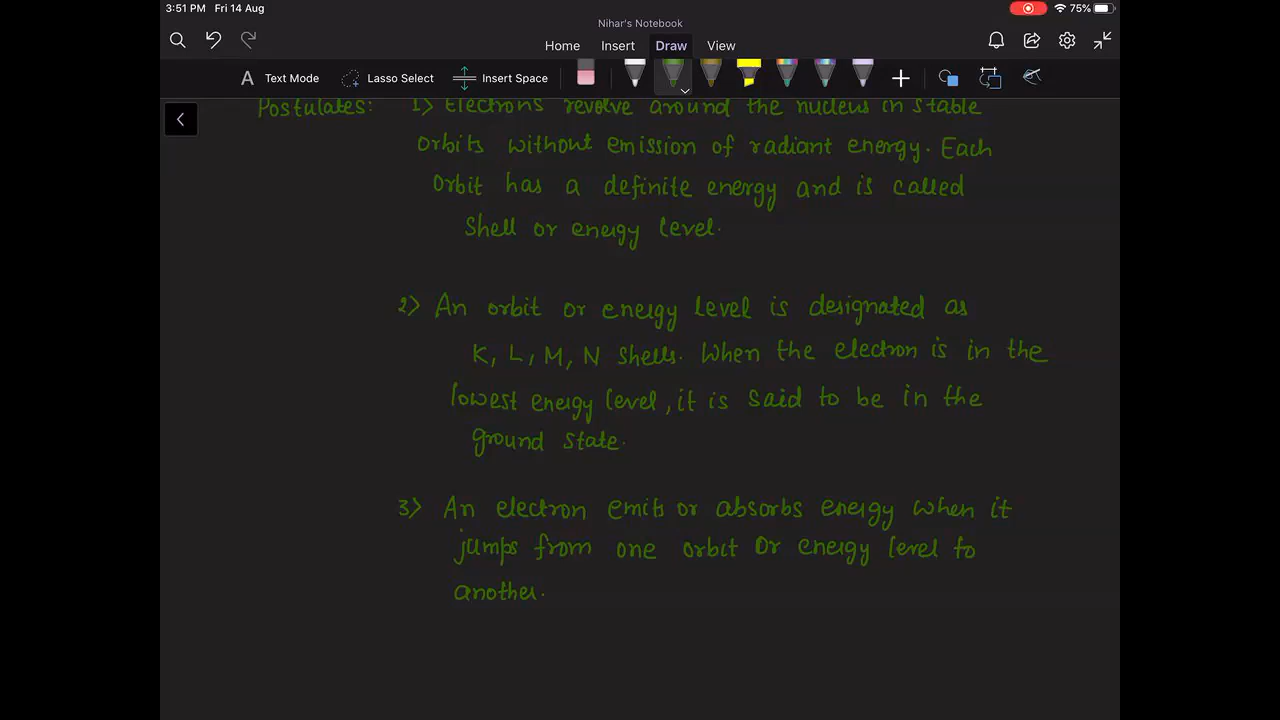 3:51 PM Fri 14 Aug
75%
Nihar's Notebook
Home Insert Draw View
A Text Mode Lasso Select Insert Space
Postulates: 1) Electrons revolve around the nucleus in stable
orbits without emission of radiant energy. Each
orbit has a definite energy and is called
shell or energy level.
2) An orbit or energy level is designated as
K, L, M, N shells. When the electron is in the
lowest energy level, it is said to be in the
ground state.
3) An electron emits or absorbs energy when it
jumps from one orbit or energy level to
another.